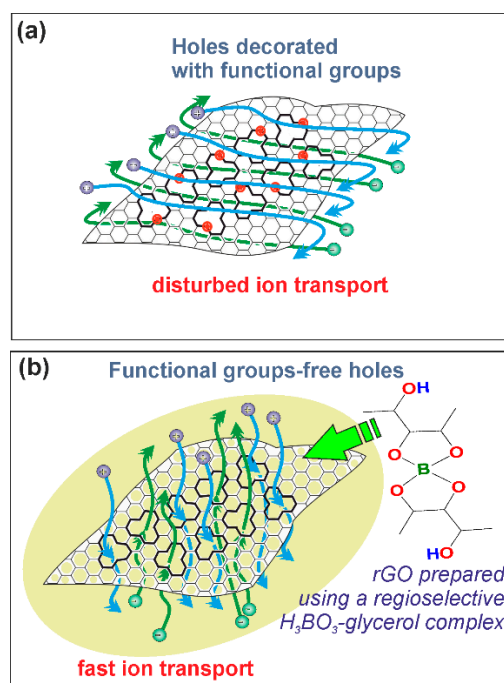 (a)
Holes decorated
with functional groups
disturbed ion transport
(b)
Functional groups-free holes
OH
O
O
B
O
O
HO
rGO prepared
using a regioselective
H₃BO₃-glycerol complex
fast ion transport